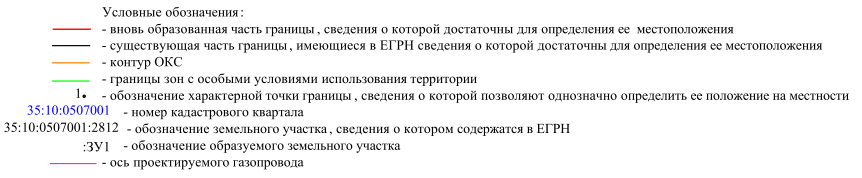 Условные обозначения:
- вновь образованная часть границы, сведения о которой достаточны для определения ее местоположения
- существующая часть границы, имеющиеся в ЕГРН сведения о которой достаточны для определения ее местоположения
- контур ОКС
- границы зон с особыми условиями использования территории
1. - обозначение характерной точки границы, сведения о которой позволяют однозначно определить ее положение на местности
35:10:0507001 - номер кадастрового квартала
35:10:0507001:2812 - обозначение земельного участка, сведения о котором содержатся в ЕГРН
:ЗУ1 - обозначение образуемого земельного участка
- ось проектируемого газопровода